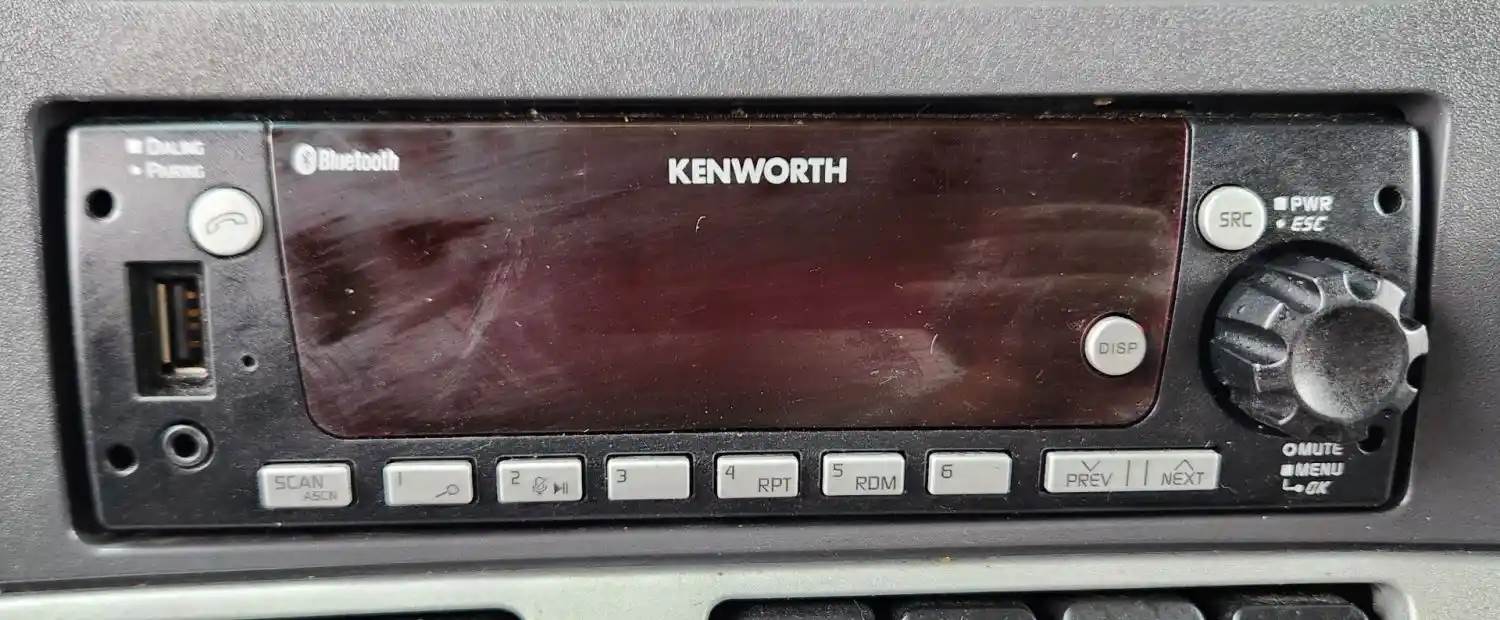 DIALING
PAIRING
Bluetooth
KENWORTH
SRC
PWR
ESC
DISP
MUTE
MENU
OK
SCAN
ASCN
1
2
3
4
RPT
5
RDM
6
PREV
NEXT